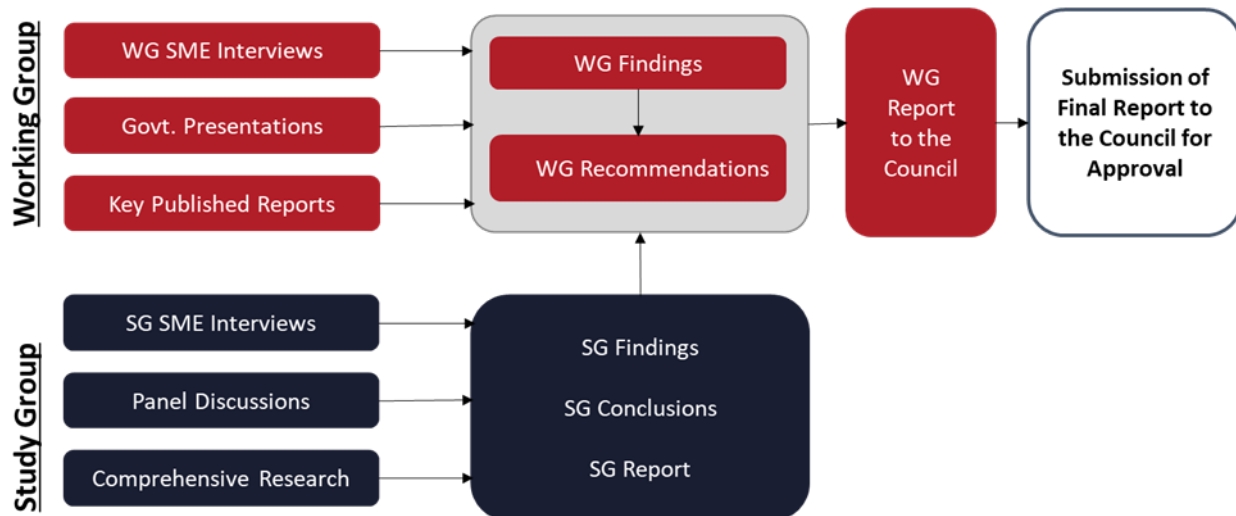 Working Group
WG SME Interviews
Govt. Presentations
Key Published Reports
WG Findings
WG Recommendations
WG
Report
to the
Council
Submission of
Final Report to
the Council for
Approval
Study Group
SG SME Interviews
Panel Discussions
Comprehensive Research
SG Findings
SG Conclusions
SG Report